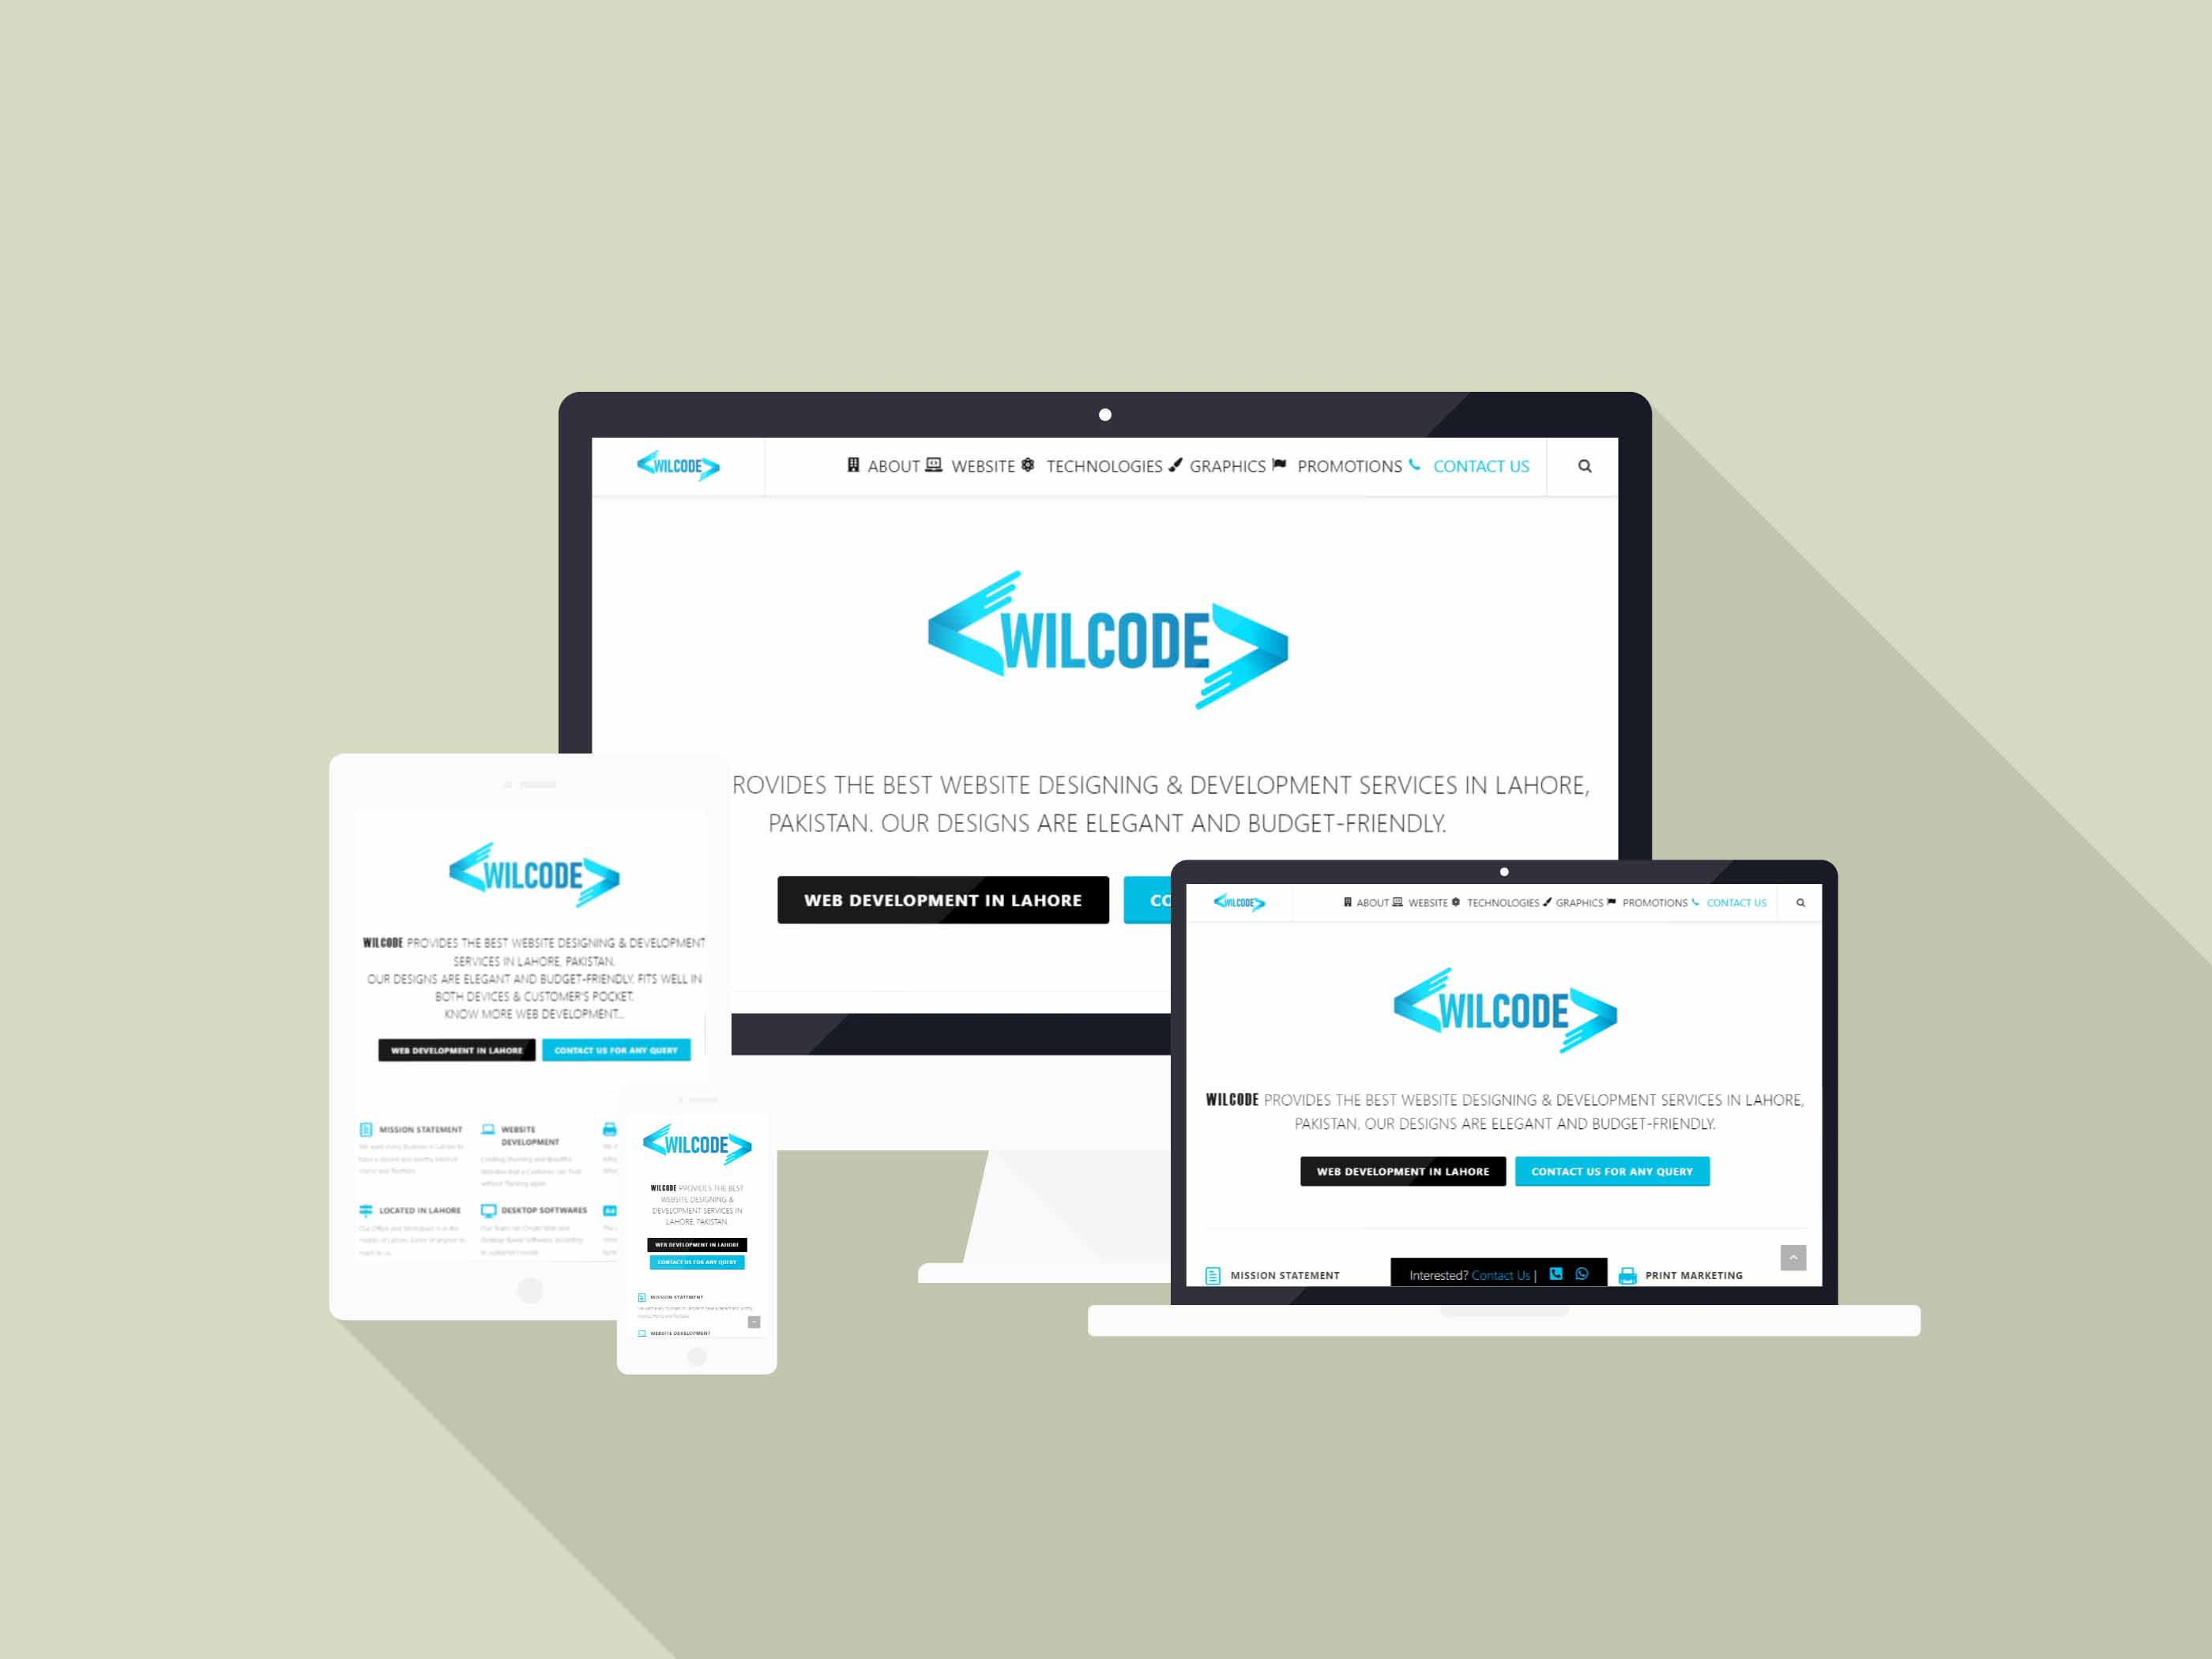 WILCODE
ABOUT WEBSITE TECHNOLOGIES GRAPHICS PROMOTIONS CONTACT US
WILCODE
ROVIDES THE BEST WEBSITE DESIGNING & DEVELOPMENT SERVICES IN LAHORE,
PAKISTAN. OUR DESIGNS ARE ELEGANT AND BUDGET-FRIENDLY.
WEB DEVELOPMENT IN LAHORE CO
WILCODE
WILCODE PROVIDES THE BEST WEBSITE DESIGNING & DEVELOPMENT
SERVICES IN LAHORE, PAKISTAN.
OUR DESIGNS ARE ELEGANT AND BUDGET-FRIENDLY. FITS WELL IN
BOTH DEVICES & CUSTOMER'S POCKET.
KNOW MORE WEB DEVELOPMENT...
WEB DEVELOPMENT IN LAHORE CONTACT US FOR ANY QUERY
MISSION STATEMENT
WEBSITE
DEVELOPMENT
LOCATED IN LAHORE
DESKTOP SOFTWARES
WILCODE
WILCODE PROVIDES THE BEST
WEBSITE DESIGNING &
DEVELOPMENT SERVICES IN
LAHORE, PAKISTAN.
WEB DEVELOPMENT IN LAHORE
CONTACT US FOR ANY QUERY
MISSION STATEMENT
WEBSITE DEVELOPMENT
WILCODE
ABOUT WEBSITE TECHNOLOGIES GRAPHICS PROMOTIONS CONTACT US
WILCODE
WILCODE PROVIDES THE BEST WEBSITE DESIGNING & DEVELOPMENT SERVICES IN LAHORE,
PAKISTAN. OUR DESIGNS ARE ELEGANT AND BUDGET-FRIENDLY.
WEB DEVELOPMENT IN LAHORE CONTACT US FOR ANY QUERY
MISSION STATEMENT
Interested? Contact Us |
PRINT MARKETING